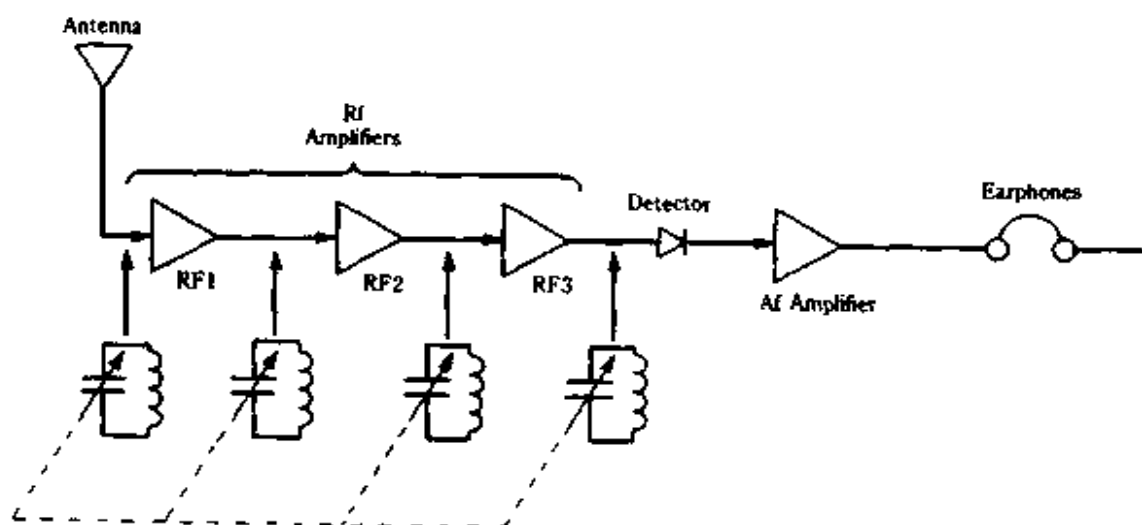 Antenna
Rf
Amplifiers
Detector
Earphones
RF1
RF2
RF3
Af Amplifier